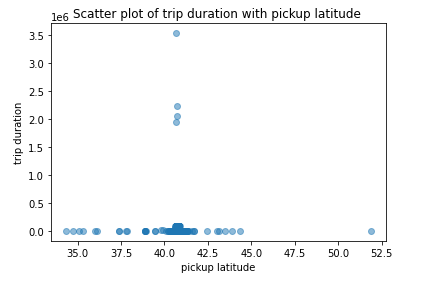 1e6 Scatter plot of trip duration with pickup latitude
3.5
3.0
2.5
2.0
1.5
1.0
0.5
0.0
trip duration
35.0 37.5 40.0 42.5 45.0 47.5 50.0 52.5
pickup latitude